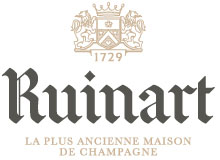 1729
Ruinart
LA PLUS ANCIENNE MAISON
DE CHAMPAGNE